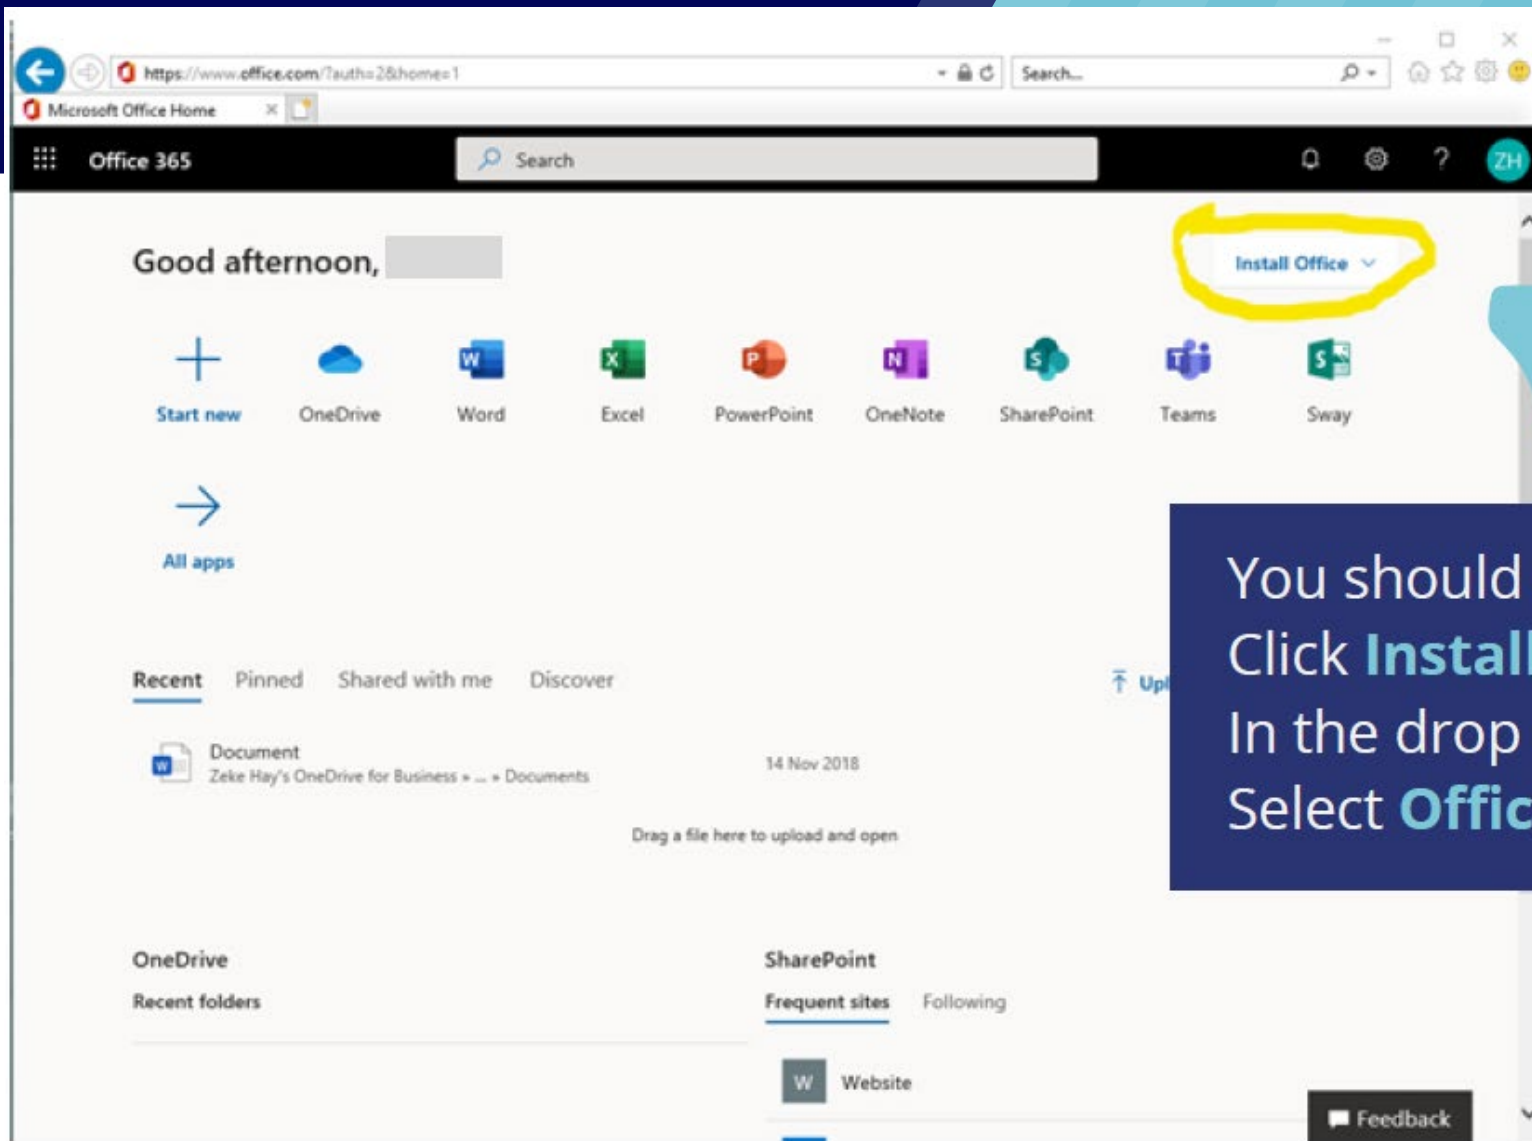 https://www.office.com/?auth=2&home=1
Search...
Microsoft Office Home
Office 365
Search
ZH
Good afternoon,
Install Office
Start new
OneDrive
Word
Excel
PowerPoint
OneNote
SharePoint
Teams
Sway
All apps
Recent Pinned Shared with me Discover
Upl
Document
Zeke Hay's OneDrive for Business » ... » Documents
14 Nov 2018
Drag a file here to upload and open
You should
Click Install
In the drop
Select Offic
OneDrive
Recent folders
SharePoint
Frequent sites Following
W Website
Feedback